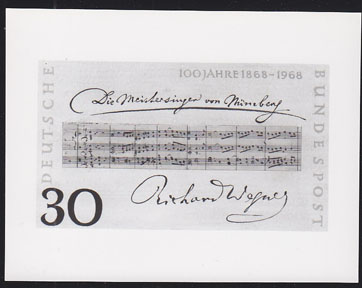 100 JAHRE 1868-1968
Die Meistersinger von Nürnberg
DEUTSCHE
BUNDESPOST
30
Richard Wagner